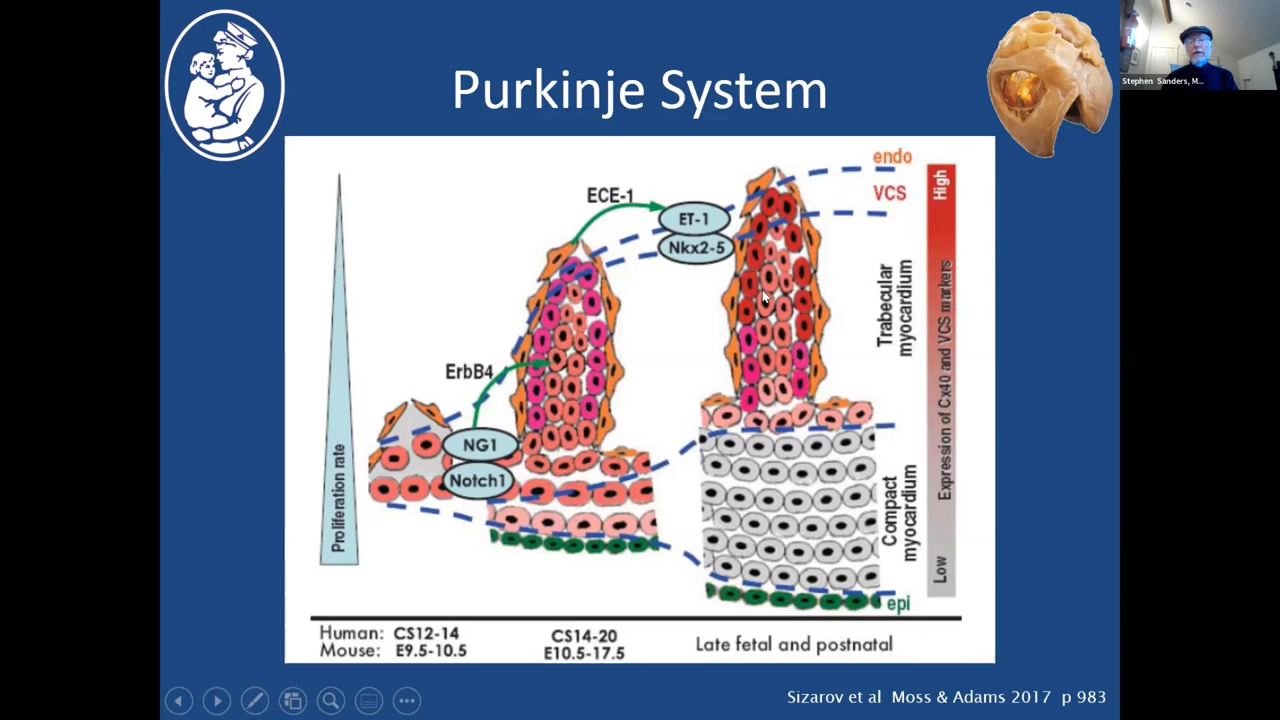 Purkinje System
Stephen Sanders, M...
endo
VCS
ECE-1
ET-1
Nkx2-5
ErbB4
NG1
Notch1
Proliferation rate
Trabecular
myocardium
Compact
myocardium
High
Expression of Cx40 and VCS markers
Low
epi
Human: CS12-14 CS14-20 Late fetal and postnatal
Mouse: E9.5-10.5 E10.5-17.5
Sizarov et al Moss & Adams 2017 p 983